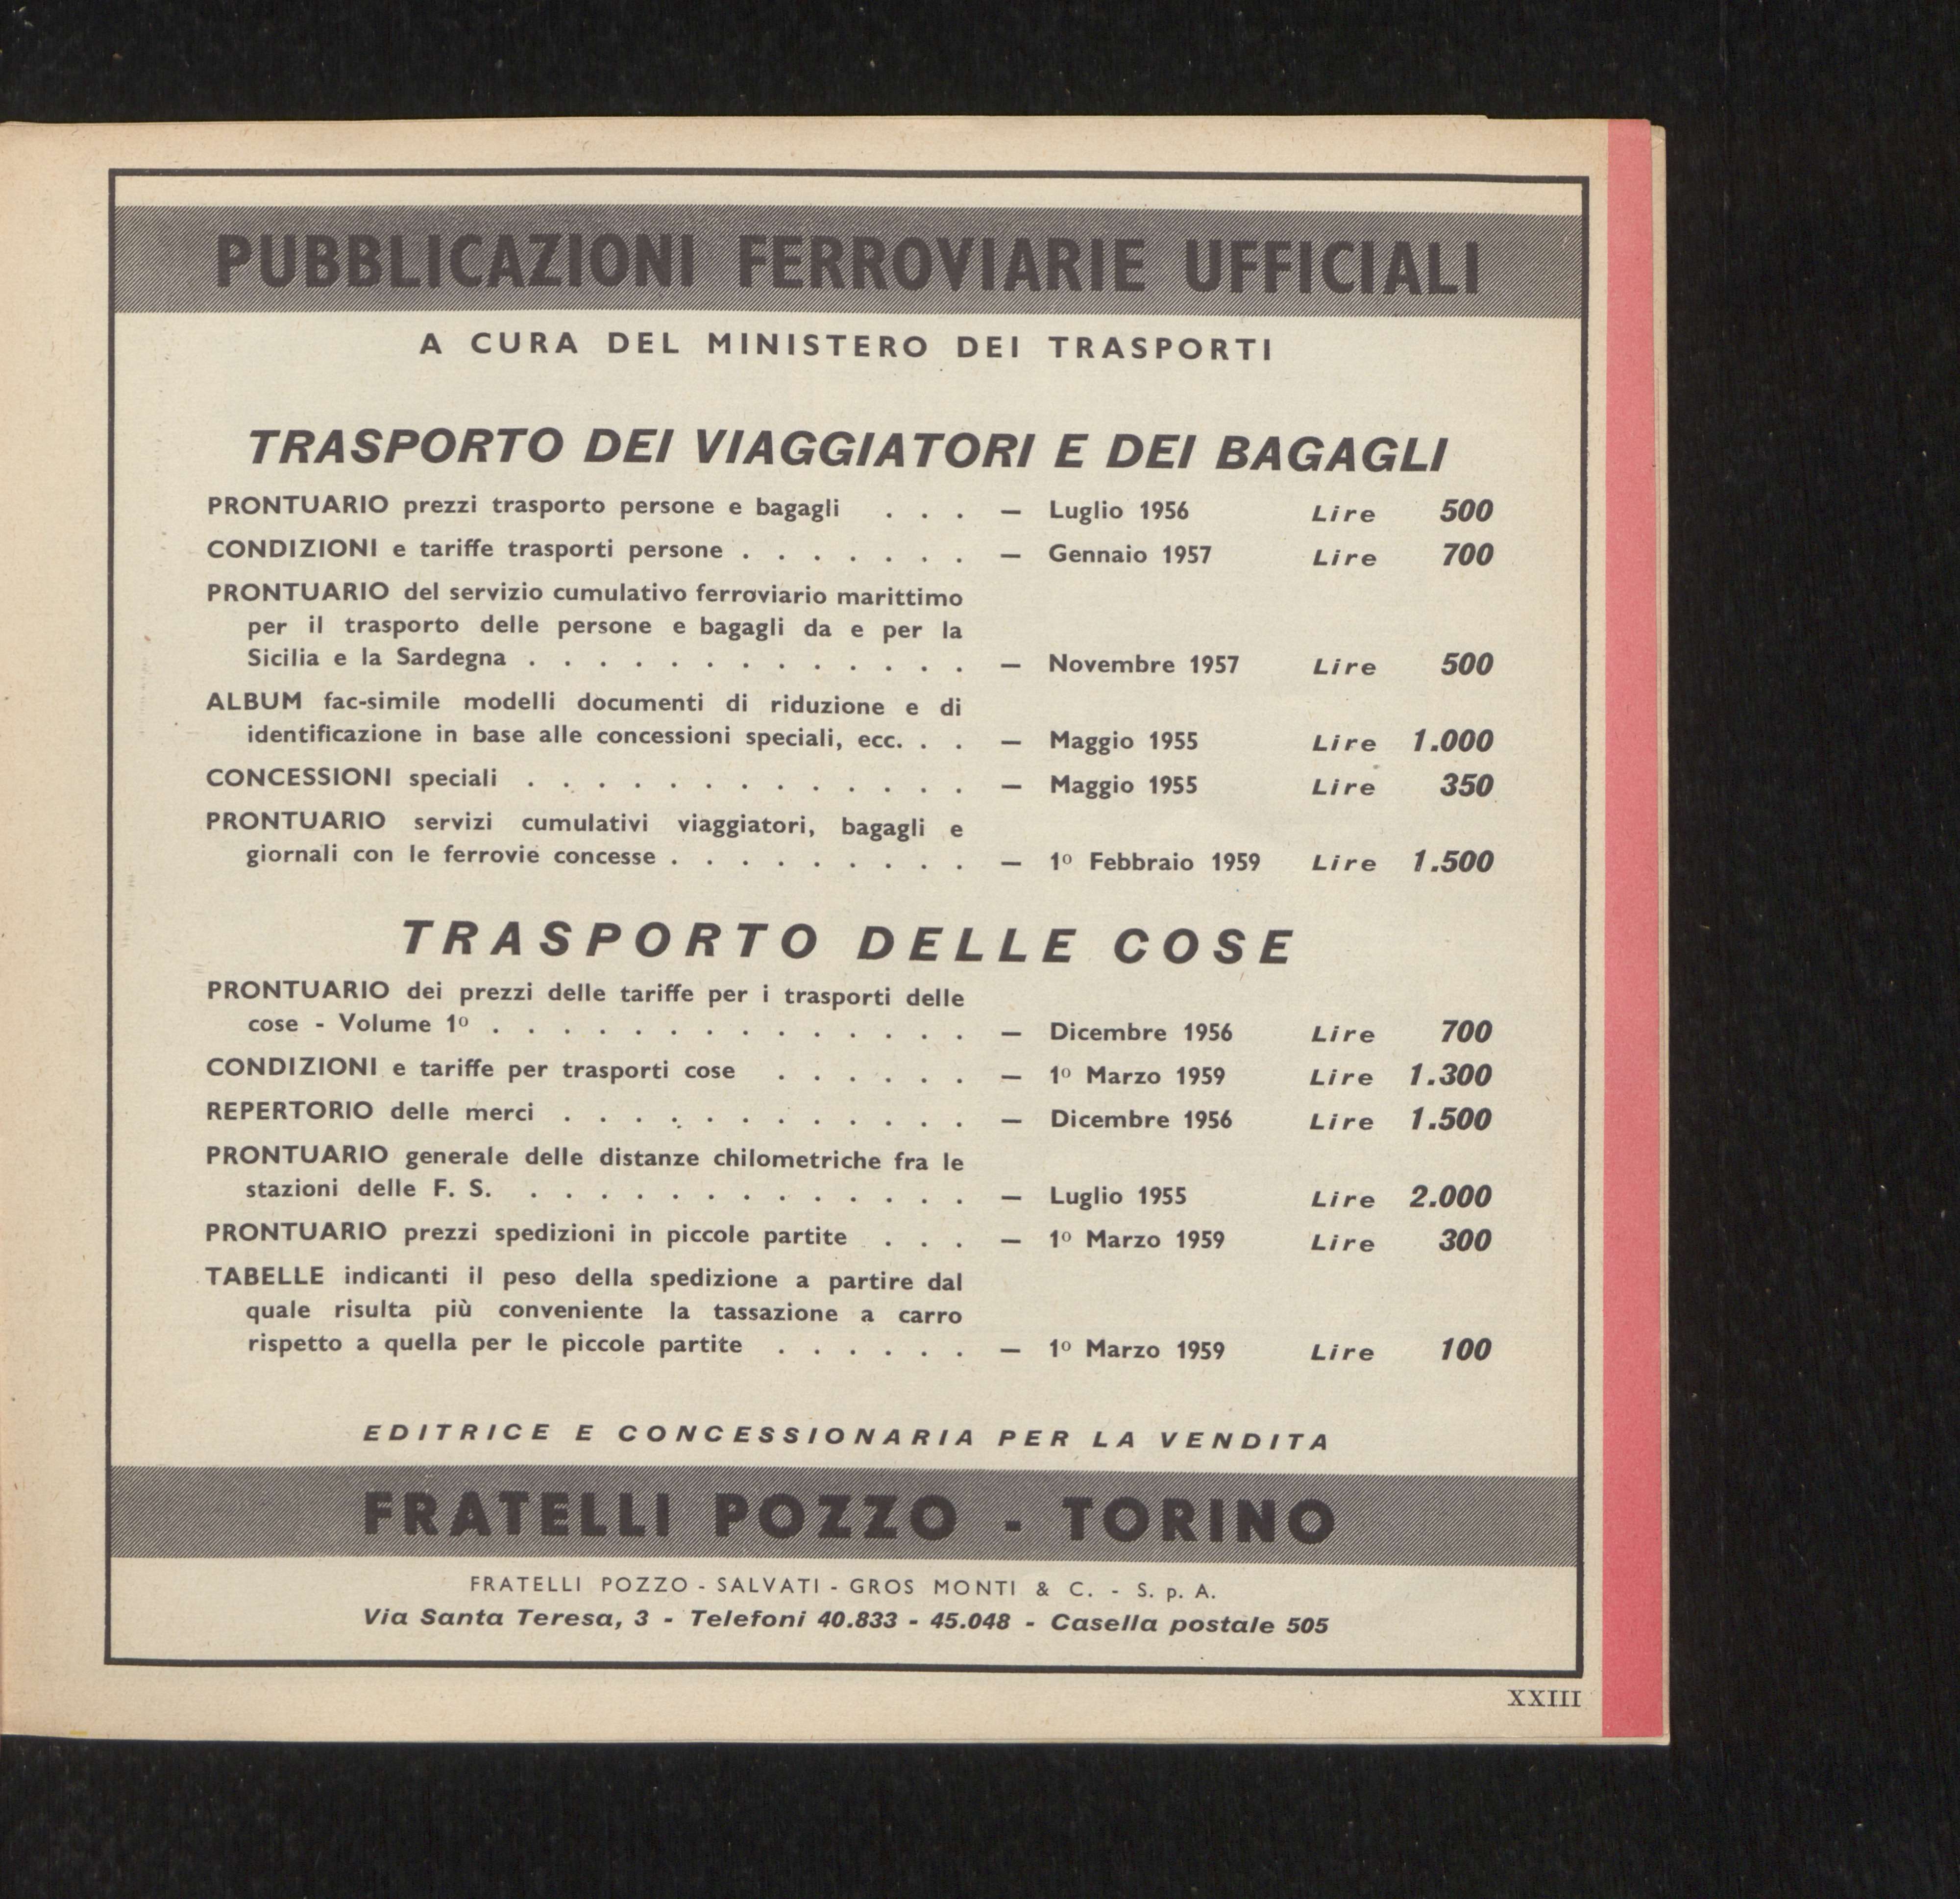 PUBBLICAZIONI FERROVIARIE UFFICIALI
A CURA DEL MINISTERO DEI TRASPORTI
TRASPORTO DEI VIAGGIATORI E DEI BAGAGLI
PRONTUARIO prezzi trasporto persone e bagagli . . . — Luglio 1956 Lire 500
CONDIZIONI e tariffe trasporti persone . . . . . . . — Gennaio 1957 Lire 700
PRONTUARIO del servizio cumulativo ferroviario marittimo
per il trasporto delle persone e bagagli da e per la
Sicilia e la Sardegna . . . . . . . . . . . . . — Novembre 1957 Lire 500
ALBUM fac-simile modelli documenti di riduzione e di
identificazione in base alle concessioni speciali, ecc. . . — Maggio 1955 Lire 1.000
CONCESSIONI speciali . . . . . . . . . . . . . — Maggio 1955 Lire 350
PRONTUARIO servizi cumulativi viaggiatori, bagagli e
giornali con le ferrovie concesse . . . . . . . . . — 1º Febbraio 1959 Lire 1.500
TRASPORTO DELLE COSE
PRONTUARIO dei prezzi delle tariffe per i trasporti delle
cose - Volume 1º . . . . . . . . . . . . . . — Dicembre 1956 Lire 700
CONDIZIONI e tariffe per trasporti cose . . . . . . — 1º Marzo 1959 Lire 1.300
REPERTORIO delle merci . . . . . . . . . . . . — Dicembre 1956 Lire 1.500
PRONTUARIO generale delle distanze chilometriche fra le
stazioni delle F. S. . . . . . . . . . . . . . — Luglio 1955 Lire 2.000
PRONTUARIO prezzi spedizioni in piccole partite . . . — 1º Marzo 1959 Lire 300
TABELLE indicanti il peso della spedizione a partire dal
quale risulta più conveniente la tassazione a carro
rispetto a quella per le piccole partite . . . . . . — 1º Marzo 1959 Lire 100
EDITRICE E CONCESSIONARIA PER LA VENDITA
FRATELLI POZZO - TORINO
FRATELLI POZZO - SALVATI - GROS MONTI & C. - S. p. A.
Via Santa Teresa, 3 - Telefoni 40.833 - 45.048 - Casella postale 505
XXIII